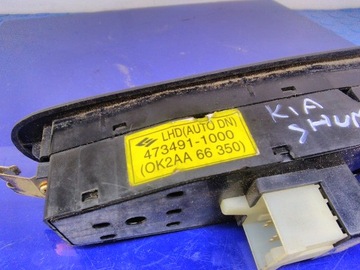 LHD(AUTO DN)
473491-1000
(OK2AA 66 350)
KIA
SHUM